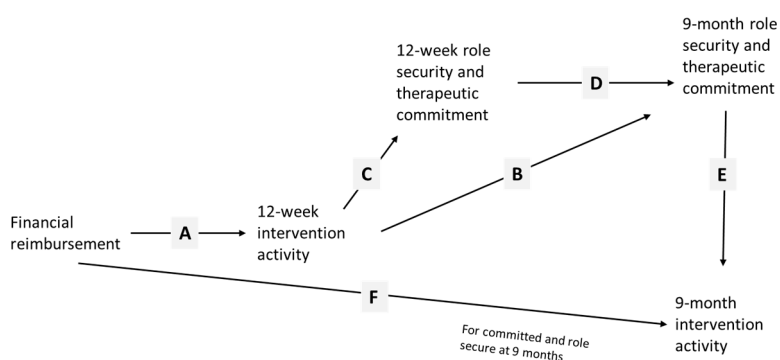 9-month role
security and
therapeutic
commitment
12-week role
security and
therapeutic
commitment
D
C
B
E
Financial
reimbursement
A
12-week
intervention
activity
F
9-month
intervention
activity
For committed and role
secure at 9 months